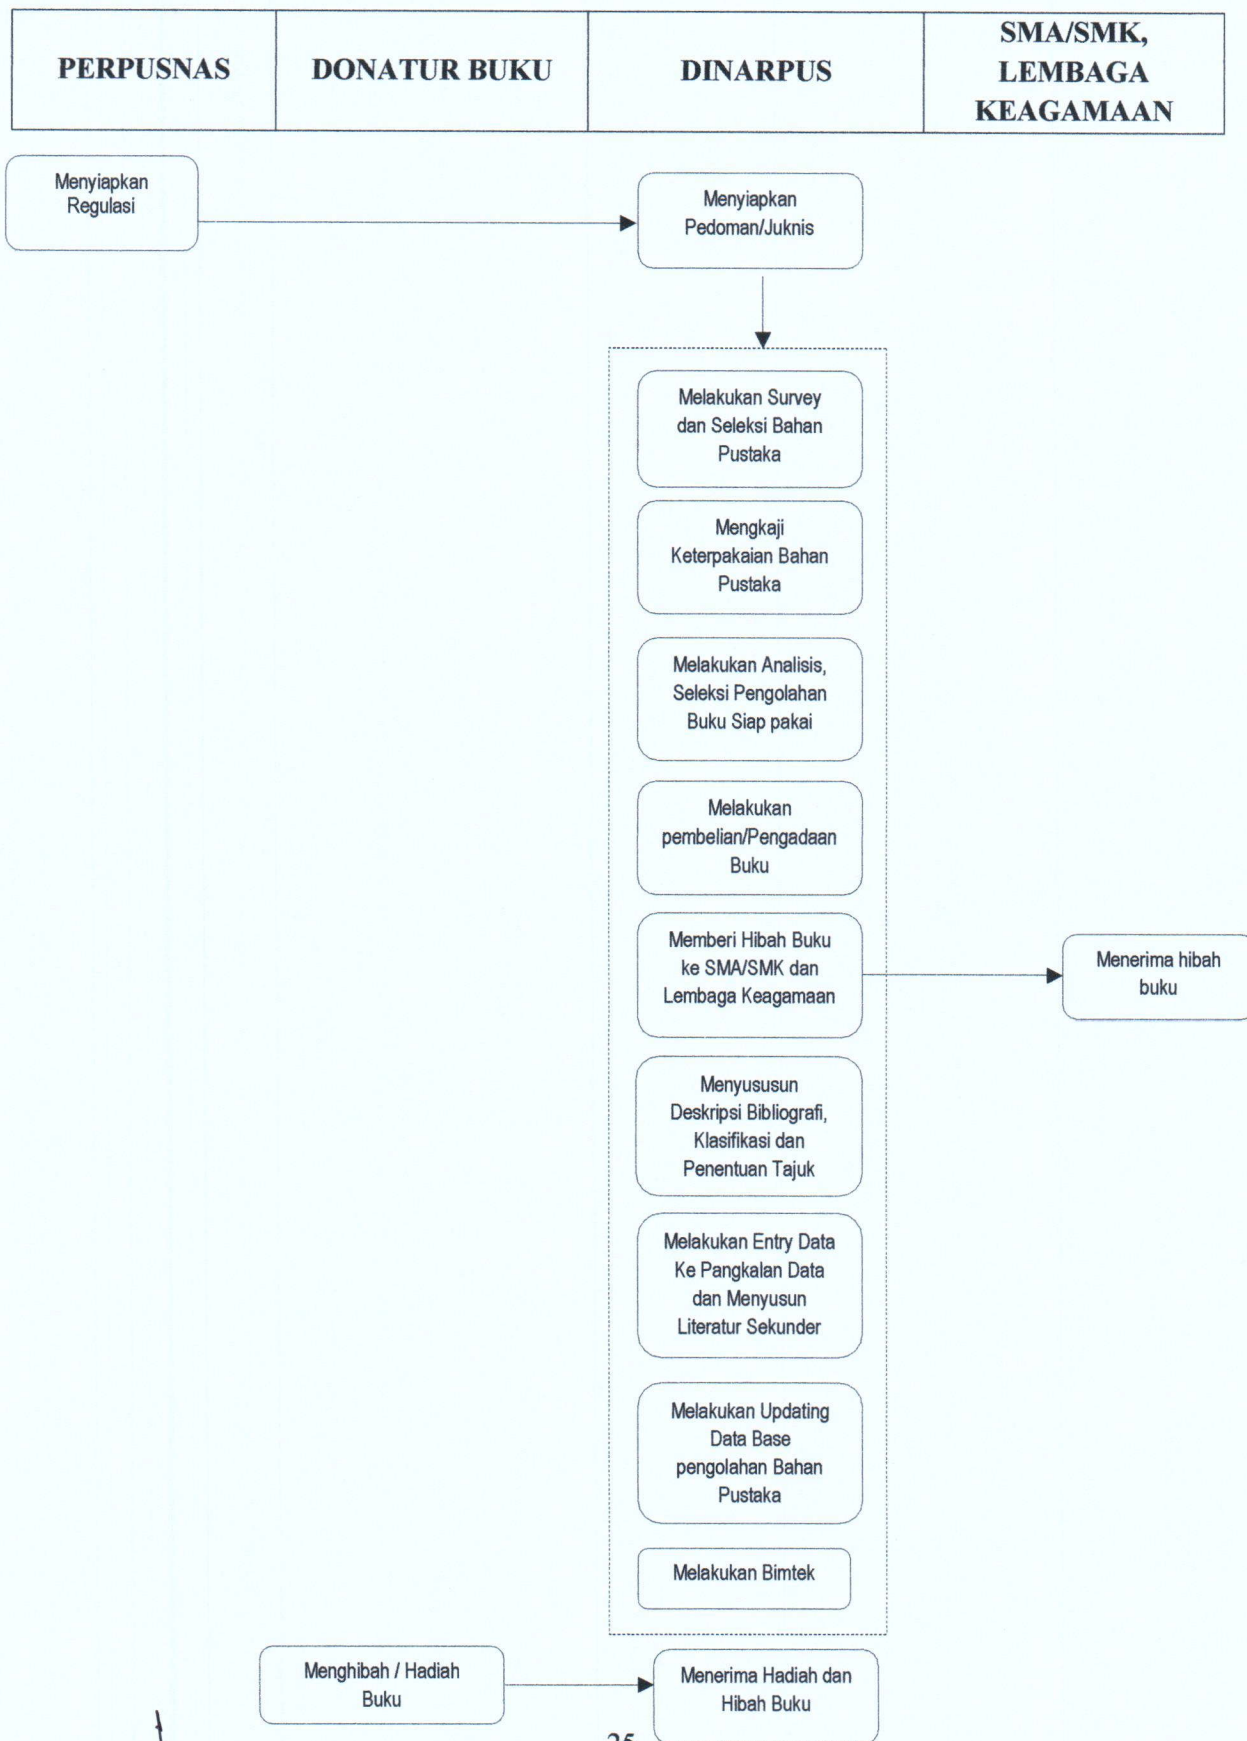 PERPUSNAS
DONATUR BUKU
DINARPUS
SMA/SMK,
LEMBAGA
KEAGAMAAN
Menyiapkan
Regulasi
Menyiapkan
Pedoman/Juknis
Melakukan Survey
dan Seleksi Bahan
Pustaka
Mengkaji
Keterpakaian Bahan
Pustaka
Melakukan Analisis,
Seleksi Pengolahan
Buku Siap pakai
Melakukan
pembelian/Pengadaan
Buku
Memberi Hibah Buku
ke SMA/SMK dan
Lembaga Keagamaan
Menerima hibah
buku
Menyususun
Deskripsi Bibliografi,
Klasifikasi dan
Penentuan Tajuk
Melakukan Entry Data
Ke Pangkalan Data
dan Menyusun
Literatur Sekunder
Melakukan Updating
Data Base
pengolahan Bahan
Pustaka
Melakukan Bimtek
Menghibah / Hadiah
Buku
Menerima Hadiah dan
Hibah Buku
25